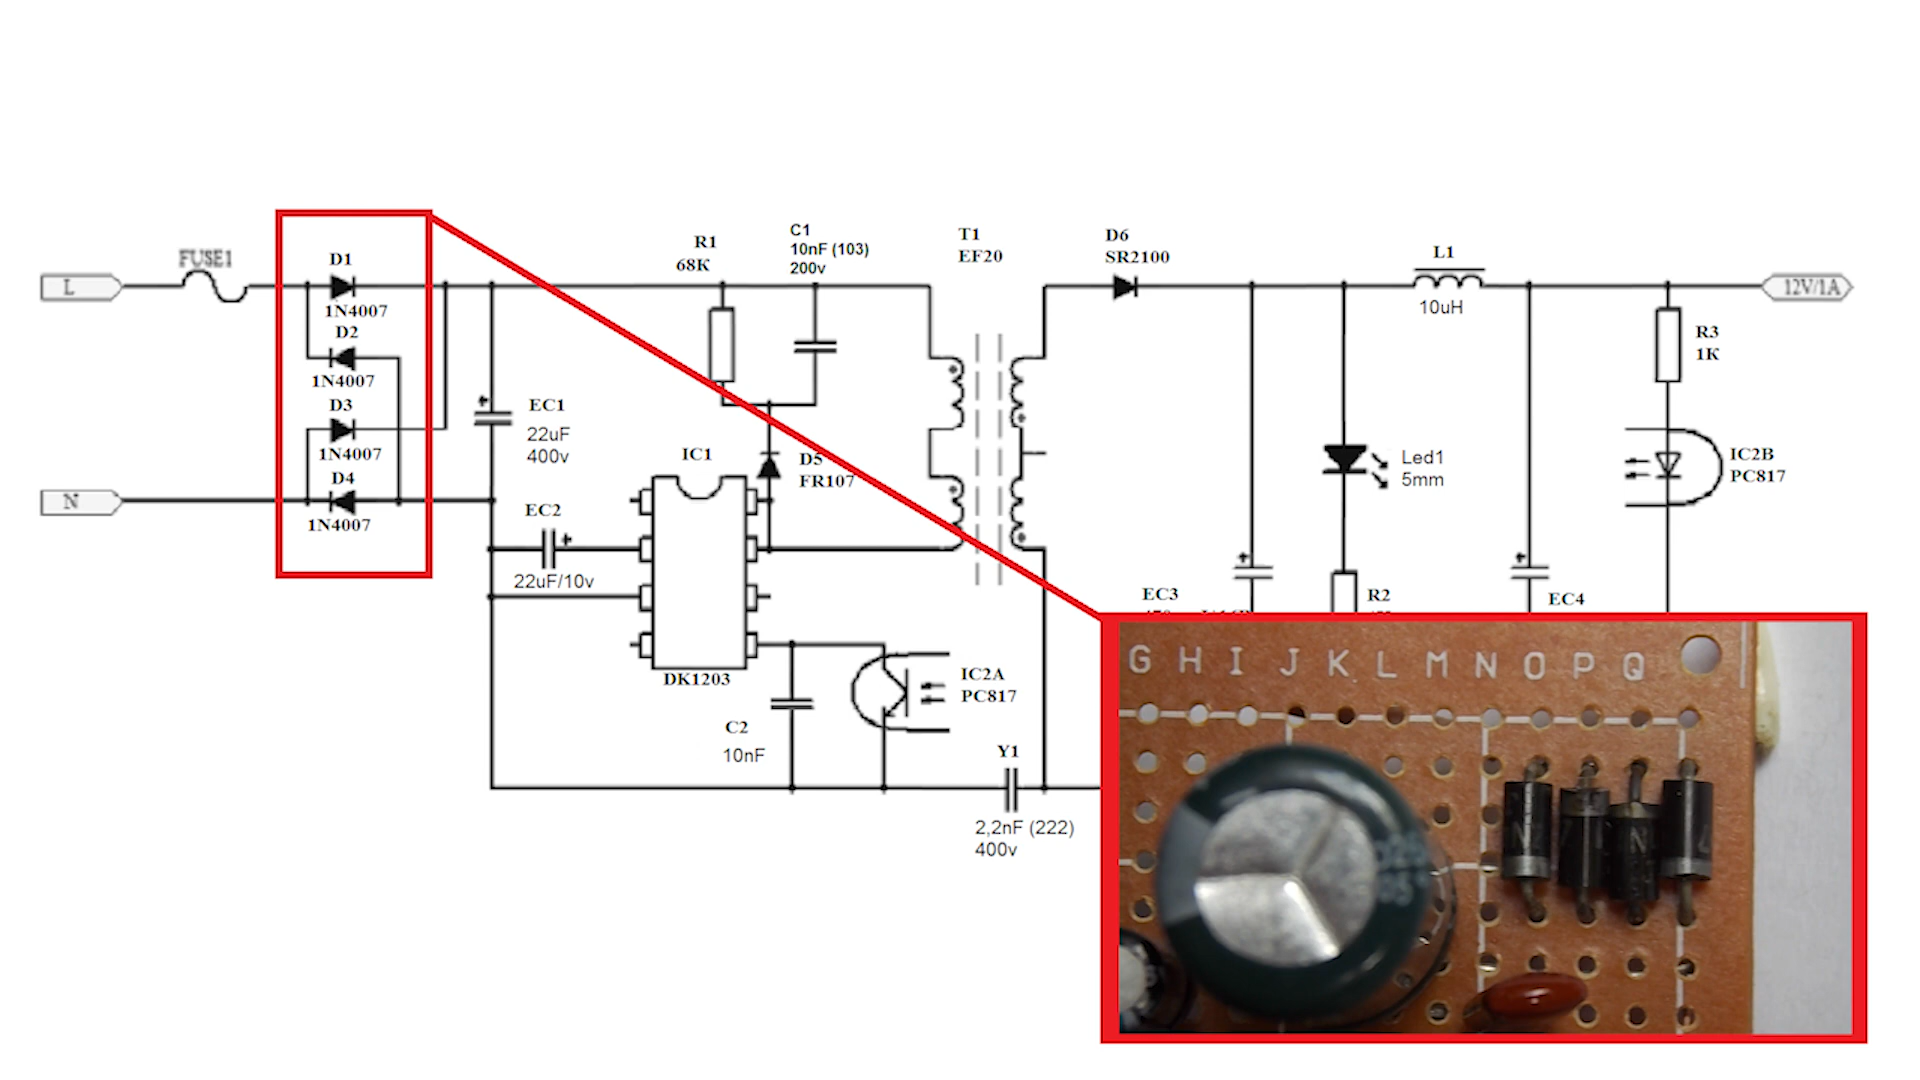 FUSE1
L
N
D1
1N4007
D2
1N4007
D3
1N4007
D4
1N4007
EC1
22uF
400v
EC2
22uF/10v
R1
68K
C1
10nF (103)
200v
IC1
DK1203
D5
FR107
C2
10nF
IC2A
PC817
Y1
2,2nF (222)
400v
T1
EF20
D6
SR2100
EC3
Led1
5mm
R2
L1
10uH
EC4
12V/1A
R3
1K
IC2B
PC817
G H I J K L M N O P Q
N
N